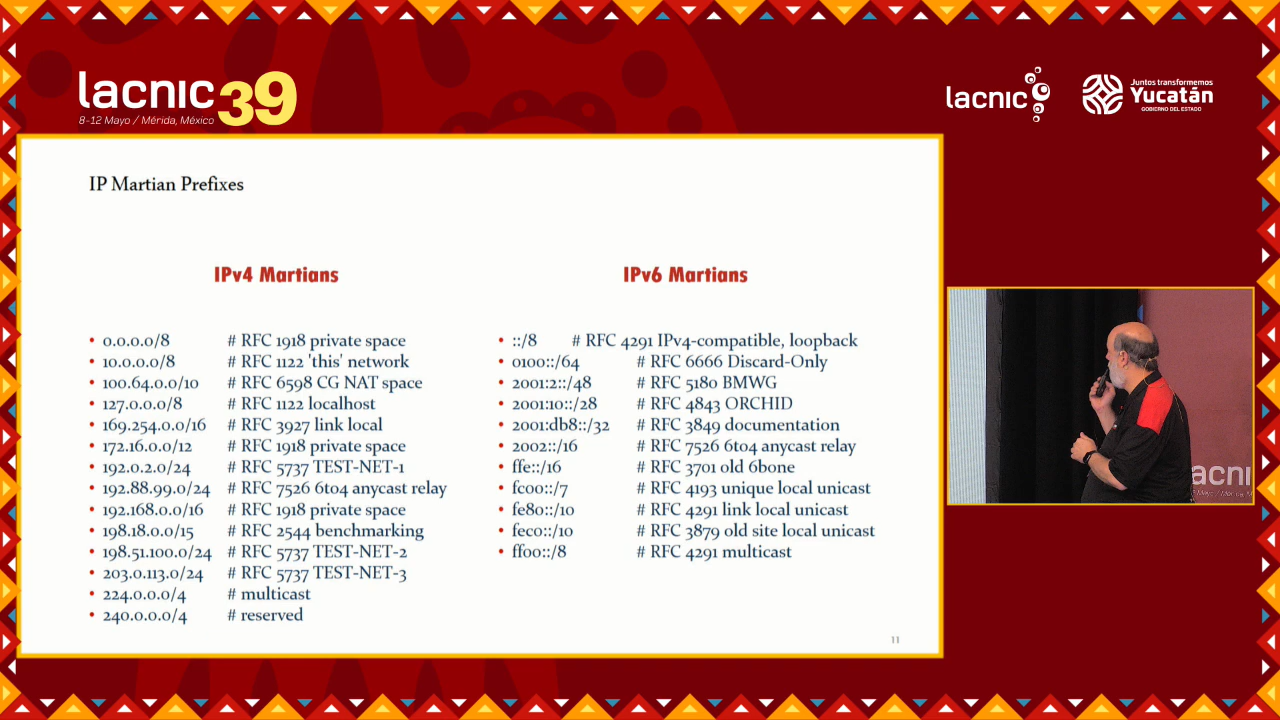 lacnic 39
8-12 Mayo / Mérida, México
lacnic
Juntos transformemos
Yucatán
GOBIERNO DEL ESTADO
IP Martian Prefixes
IPv4 Martians
• 0.0.0.0/8 # RFC 1918 private space
• 10.0.0.0/8 # RFC 1122 'this' network
• 100.64.0.0/10 # RFC 6598 CG NAT space
• 127.0.0.0/8 # RFC 1122 localhost
• 169.254.0.0/16 # RFC 3927 link local
• 172.16.0.0/12 # RFC 1918 private space
• 192.0.2.0/24 # RFC 5737 TEST-NET-1
• 192.88.99.0/24 # RFC 7526 6to4 anycast relay
• 192.168.0.0/16 # RFC 1918 private space
• 198.18.0.0/15 # RFC 2544 benchmarking
• 198.51.100.0/24 # RFC 5737 TEST-NET-2
• 203.0.113.0/24 # RFC 5737 TEST-NET-3
• 224.0.0.0/4 # multicast
• 240.0.0.0/4 # reserved
IPv6 Martians
• ::/8 # RFC 4291 IPv4-compatible, loopback
• 0100::/64 # RFC 6666 Discard-Only
• 2001:2::/48 # RFC 5180 BMWG
• 2001:10::/28 # RFC 4843 ORCHID
• 2001:db8::/32 # RFC 3849 documentation
• 2002::/16 # RFC 7526 6to4 anycast relay
• ffe::/16 # RFC 3701 old 6bone
• fc00::/7 # RFC 4193 unique local unicast
• fe80::/10 # RFC 4291 link local unicast
• fec0::/10 # RFC 3879 old site local unicast
• ff00::/8 # RFC 4291 multicast
11
acni